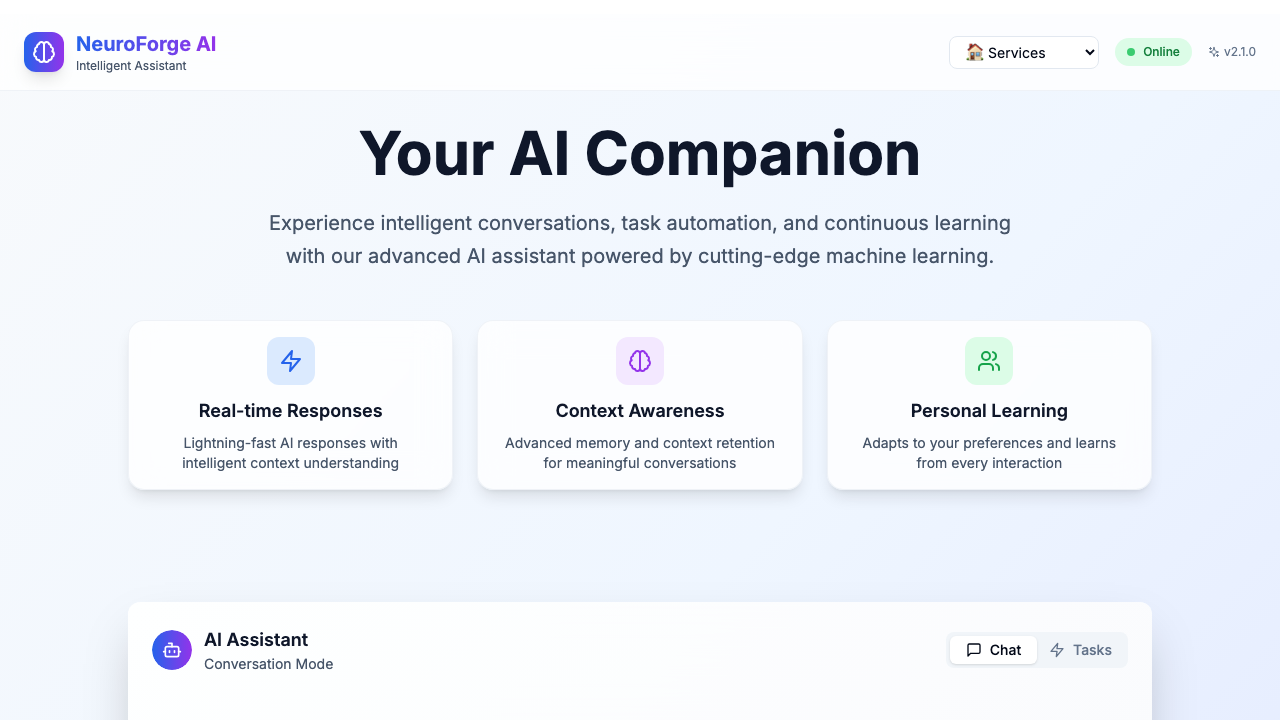 NeuroForge AI
Intelligent Assistant
🏠 Services
Online
v2.1.0
Your AI Companion
Experience intelligent conversations, task automation, and continuous learning
with our advanced AI assistant powered by cutting-edge machine learning.
Real-time Responses
Lightning-fast AI responses with
intelligent context understanding
Context Awareness
Advanced memory and context retention
for meaningful conversations
Personal Learning
Adapts to your preferences and learns
from every interaction
AI Assistant
Conversation Mode
Chat
Tasks